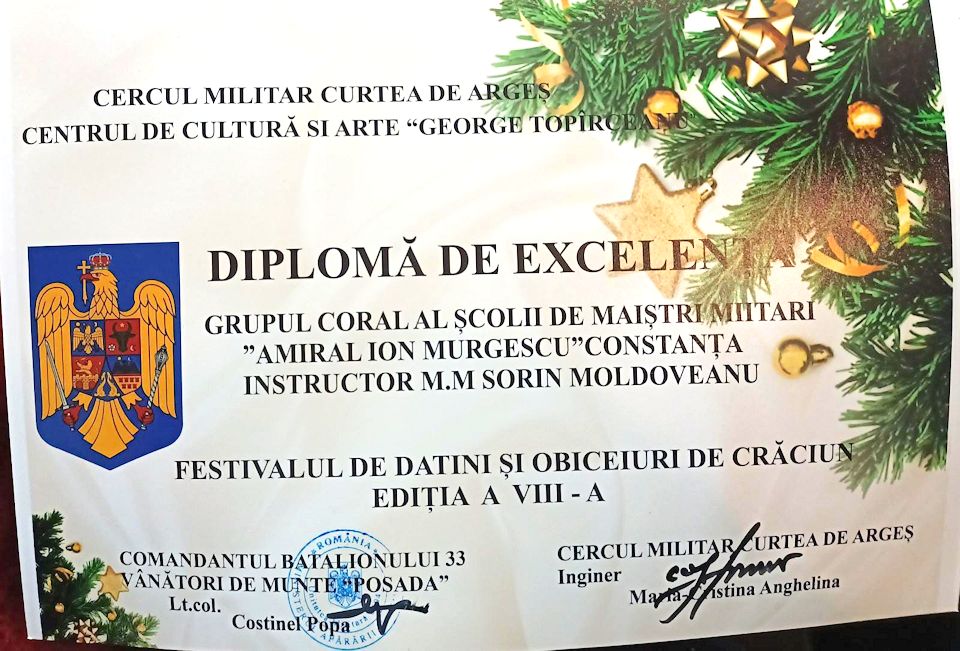 CERCUL MILITAR CURTEA DE ARGEȘ
CENTRUL DE CULTURĂ SI ARTE “GEORGE TOPÎRCEANU”
DIPLOMĂ DE EXCELENȚĂ
GRUPUL CORAL AL ȘCOLII DE MAIȘTRI MIITARI
”AMIRAL ION MURGESCU”CONSTANȚA
INSTRUCTOR M.M SORIN MOLDOVEANU
FESTIVALUL DE DATINI ȘI OBICEIURI DE CRĂCIUN
EDIȚIA A VIII - A
COMANDANTUL BATALIONULUI 33
VÂNĂTORI DE MUNTE “POSADA”
Lt.col.
Costinel Popa
ROMÂNIA
APĂRĂRII
CERCUL MILITAR CURTEA DE ARGEȘ
Inginer
Maria-Cristina Anghelina